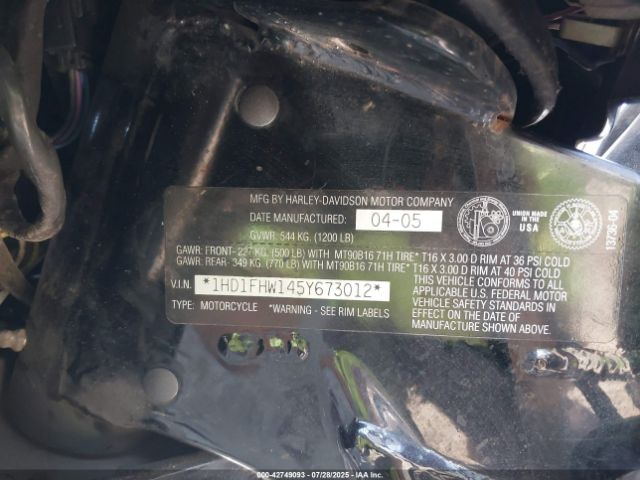 MFG BY HARLEY-DAVIDSON MOTOR COMPANY
DATE MANUFACTURED: 04-05
GVWR: 544 KG. (1200 LB)
UNION MADE IN THE USA
13736-04
GAWR: FRONT- 227 KG. (500 LB) WITH MT90B16 71H TIRE* T16 X 3.00 D RIM AT 36 PSI COLD
GAWR: REAR- 349 KG. (770 LB) WITH MT90B16 71H TIRE* T16 X 3.00 D RIM AT 40 PSI COLD
V.I.N. *1HD1FHW145Y673012*
TYPE: MOTORCYCLE *WARNING - SEE RIM LABELS
THIS VEHICLE CONFORMS TO ALL
APPLICABLE U.S. FEDERAL MOTOR
VEHICLE SAFETY STANDARDS IN
EFFECT ON THE DATE OF
MANUFACTURE SHOWN ABOVE.
000-42749093 - 07/28/2025 - IAA Inc.